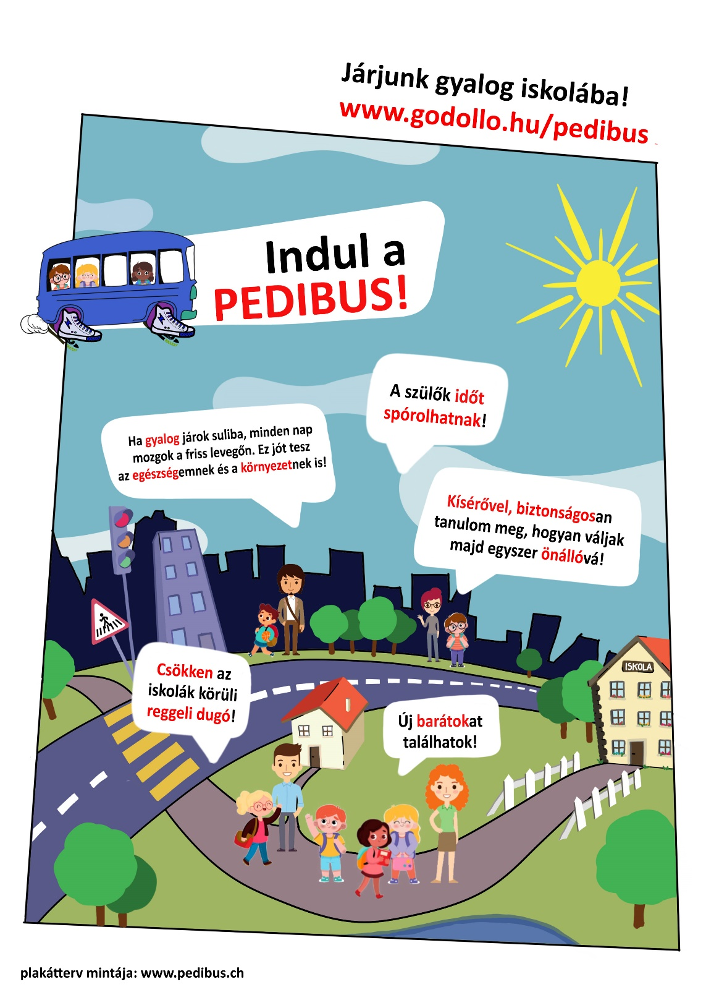 Járjunk gyalog iskolába!
www.godollo.hu/pedibus
Indul a
PEDIBUS!
A szülők időt
spórolhatnak!
Ha gyalog járok suliba, minden nap
mozgok a friss levegőn. Ez jót tesz
az egészségemnek és a környezetnek is!
Kísérővel, biztonságosan
tanulom meg, hogyan váljak
majd egyszer önállóvá!
Csökken az
iskolák körüli
reggeli dugó!
ISKOLA
Új barátokat
találhatok!
plakátterv mintája: www.pedibus.ch